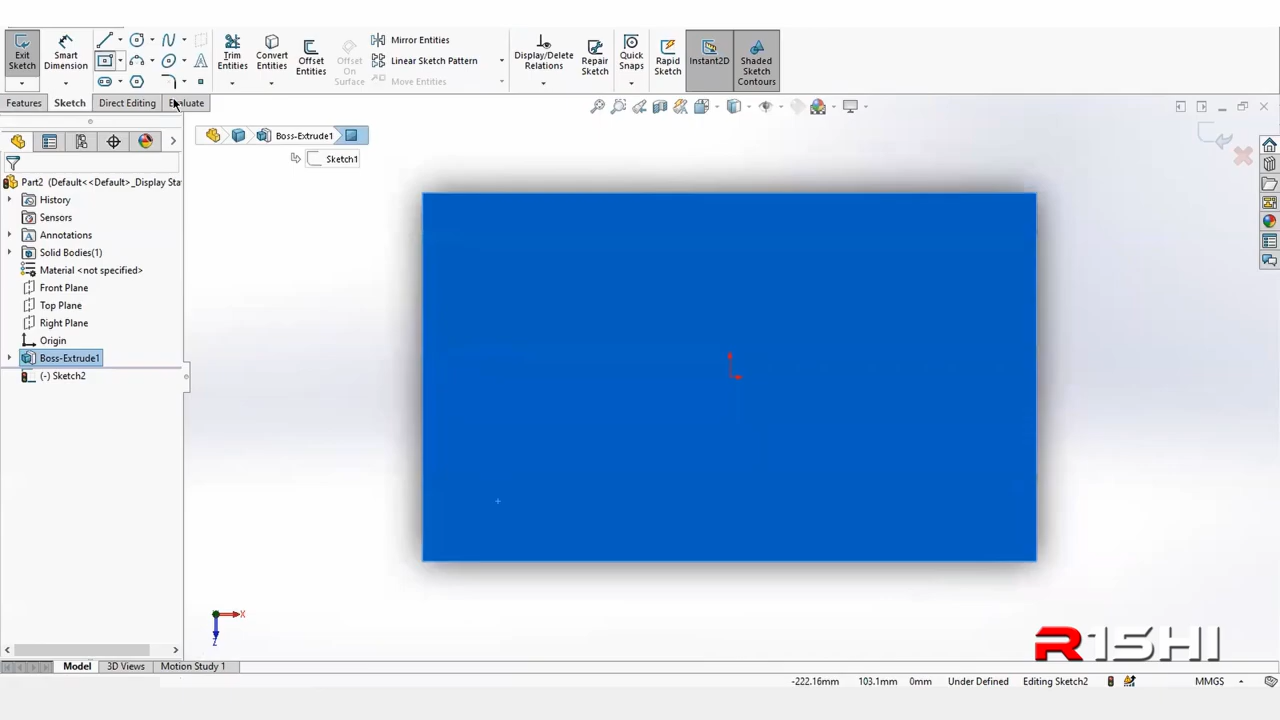 Exit Sketch
Smart Dimension
Trim Entities
Convert Entities
Offset Entities
Offset On Surface
Mirror Entities
Linear Sketch Pattern
Move Entities
Display/Delete Relations
Repair Sketch
Quick Snaps
Rapid Sketch
Instant2D
Shaded Sketch Contours
Features
Sketch
Direct Editing
Evaluate
Boss-Extrude1
Sketch1
Part2 (Default<<Default>_Display Sta
History
Sensors
Annotations
Solid Bodies(1)
Material <not specified>
Front Plane
Top Plane
Right Plane
Origin
Boss-Extrude1
(-) Sketch2
X
Z
R1SHI
Model
3D Views
Motion Study 1
-222.16mm 103.1mm 0mm Under Defined Editing Sketch2 MMGS